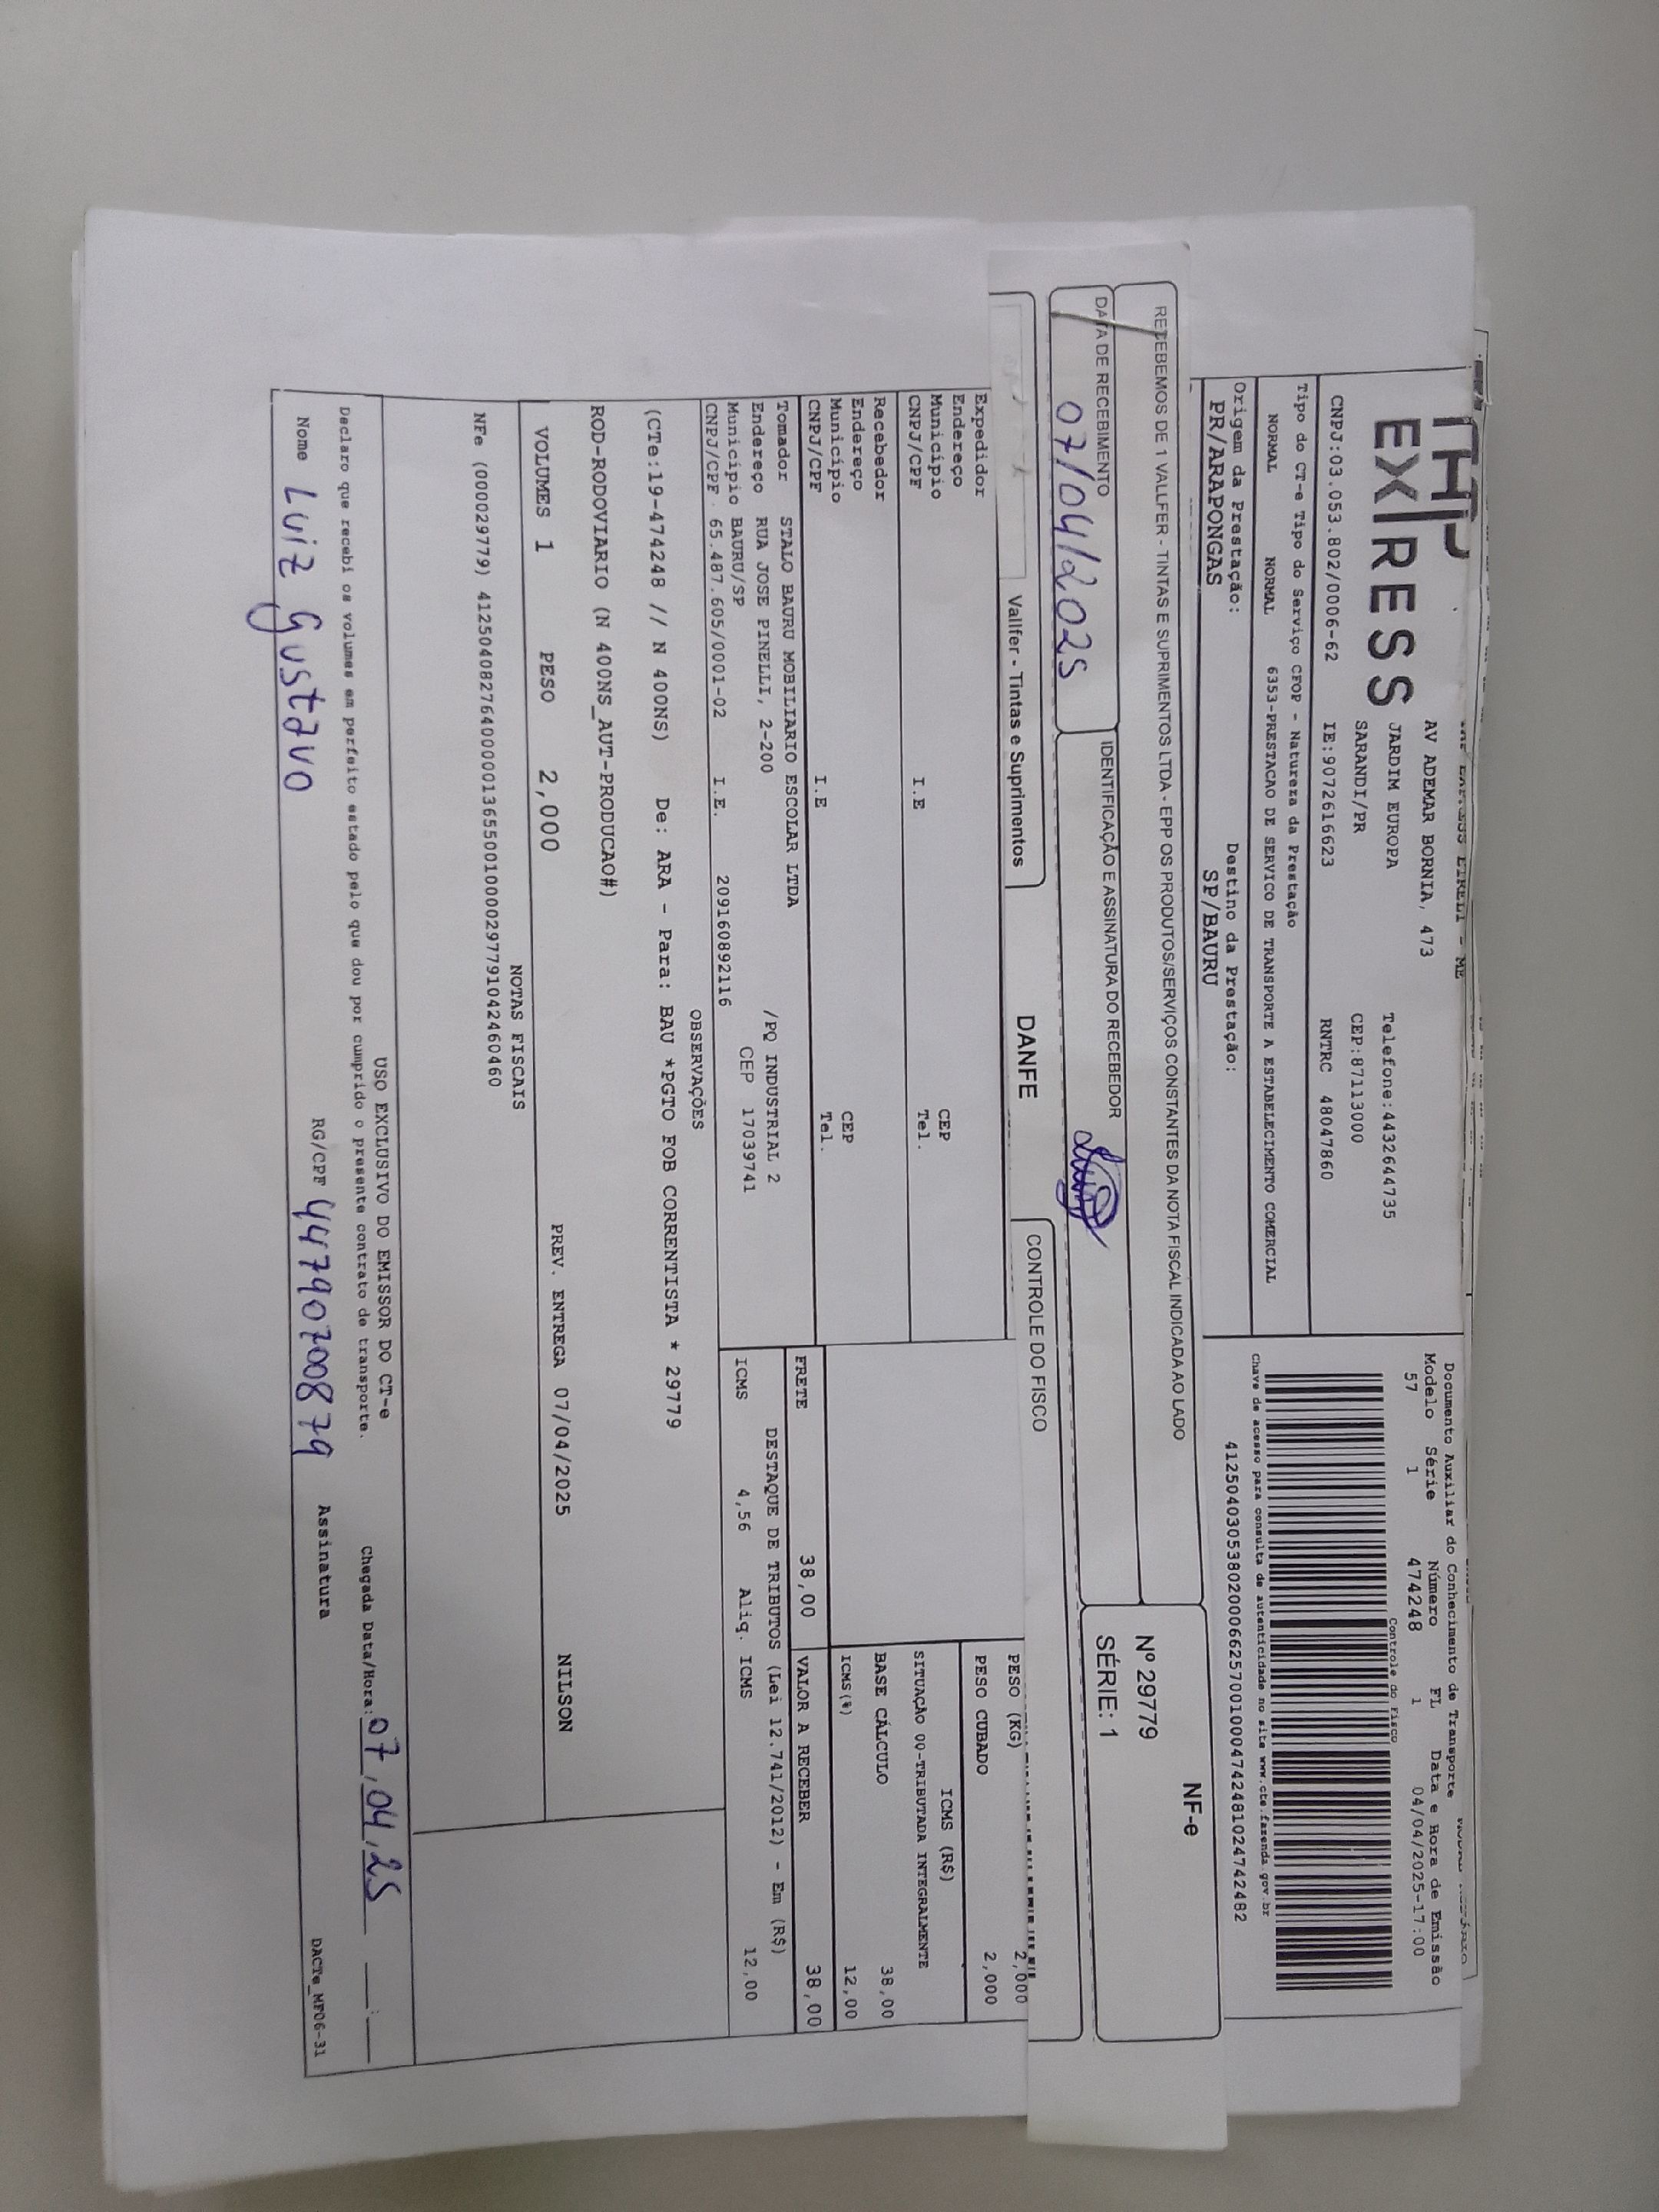 EXPRESS
AV ADEMAR BORNIA, 473
JARDIM EUROPA Telefone:4432644735
SARANDI/PR CEP:87113000
CNPJ:03.053.802/0006-62 IE:9072616623 RNTRC 48047860
Tipo do CT-e Tipo do Serviço CFOP - Natureza da Prestação
NORMAL NORMAL 6353-PRESTACAO DE SERVICO DE TRANSPORTE A ESTABELECIMENTO COMERCIAL
Origem da Prestação: Destino da Prestação:
PR/ARAPONGAS SP/BAURU
Documento Auxiliar do Conhecimento de Transporte
Modelo Série Número FL Data e Hora de Emissão
57 1 474248 1 04/04/2025-17:00
Controle do Fisco
Chave de acesso para consulta de autenticidade no site www.cte.fazenda.gov.br
41250403053802000662570010004742481024742482
RECEBEMOS DE 1 VALLFER - TINTAS E SUPRIMENTOS LTDA - EPP OS PRODUTOS/SERVIÇOS CONSTANTES DA NOTA FISCAL INDICADA AO LADO
DATA DE RECEBIMENTO IDENTIFICAÇÃO E ASSINATURA DO RECEBEDOR
07/04/2025
NF-e
Nº 29779
SÉRIE: 1
Vallfer - Tintas e Suprimentos DANFE CONTROLE DO FISCO
Expedidor
Endereço
Município CEP
CNPJ/CPF I.E Tel.
Recebedor
Endereço
Município CEP
CNPJ/CPF I.E Tel.
Tomador STALO BAURU MOBILIARIO ESCOLAR LTDA
Endereço RUA JOSE PINELLI, 2-200 /PQ INDUSTRIAL 2
Município BAURU/SP CEP 17039741
CNPJ/CPF 65.487.605/0001-02 I.E. 209160892116
PESO (KG) 2,000
PESO CUBADO 2,000
ICMS (R$)
SITUAÇÃO 00-TRIBUTADA INTEGRALMENTE
BASE CÁLCULO 38,00
ICMS(%) 12,00
FRETE 38,00 VALOR A RECEBER 38,00
DESTAQUE DE TRIBUTOS (Lei 12.741/2012) - Em (R$)
ICMS 4,56 Aliq. ICMS 12,00
OBSERVAÇÕES
(CTe:19-474248 // N 400NS) De: ARA - Para: BAU *PGTO FOB CORRENTISTA * 29779
ROD-RODOVIARIO (N 400NS_AUT-PRODUCAO#)
VOLUMES 1 PESO 2,000 PREV. ENTREGA 07/04/2025 NILSON
NOTAS FISCAIS
NFe (000029779) 41250408276400000136550010000297791042460460
USO EXCLUSIVO DO EMISSOR DO CT-e
Declaro que recebi os volumes em perfeito estado pelo que dou por cumprido o presente contrato de transporte. Chegada Data/Hora: 07,04,25 __:__
Nome Luiz Gustavo RG/CPF 44790700879 Assinatura
DACTe_MF06-31